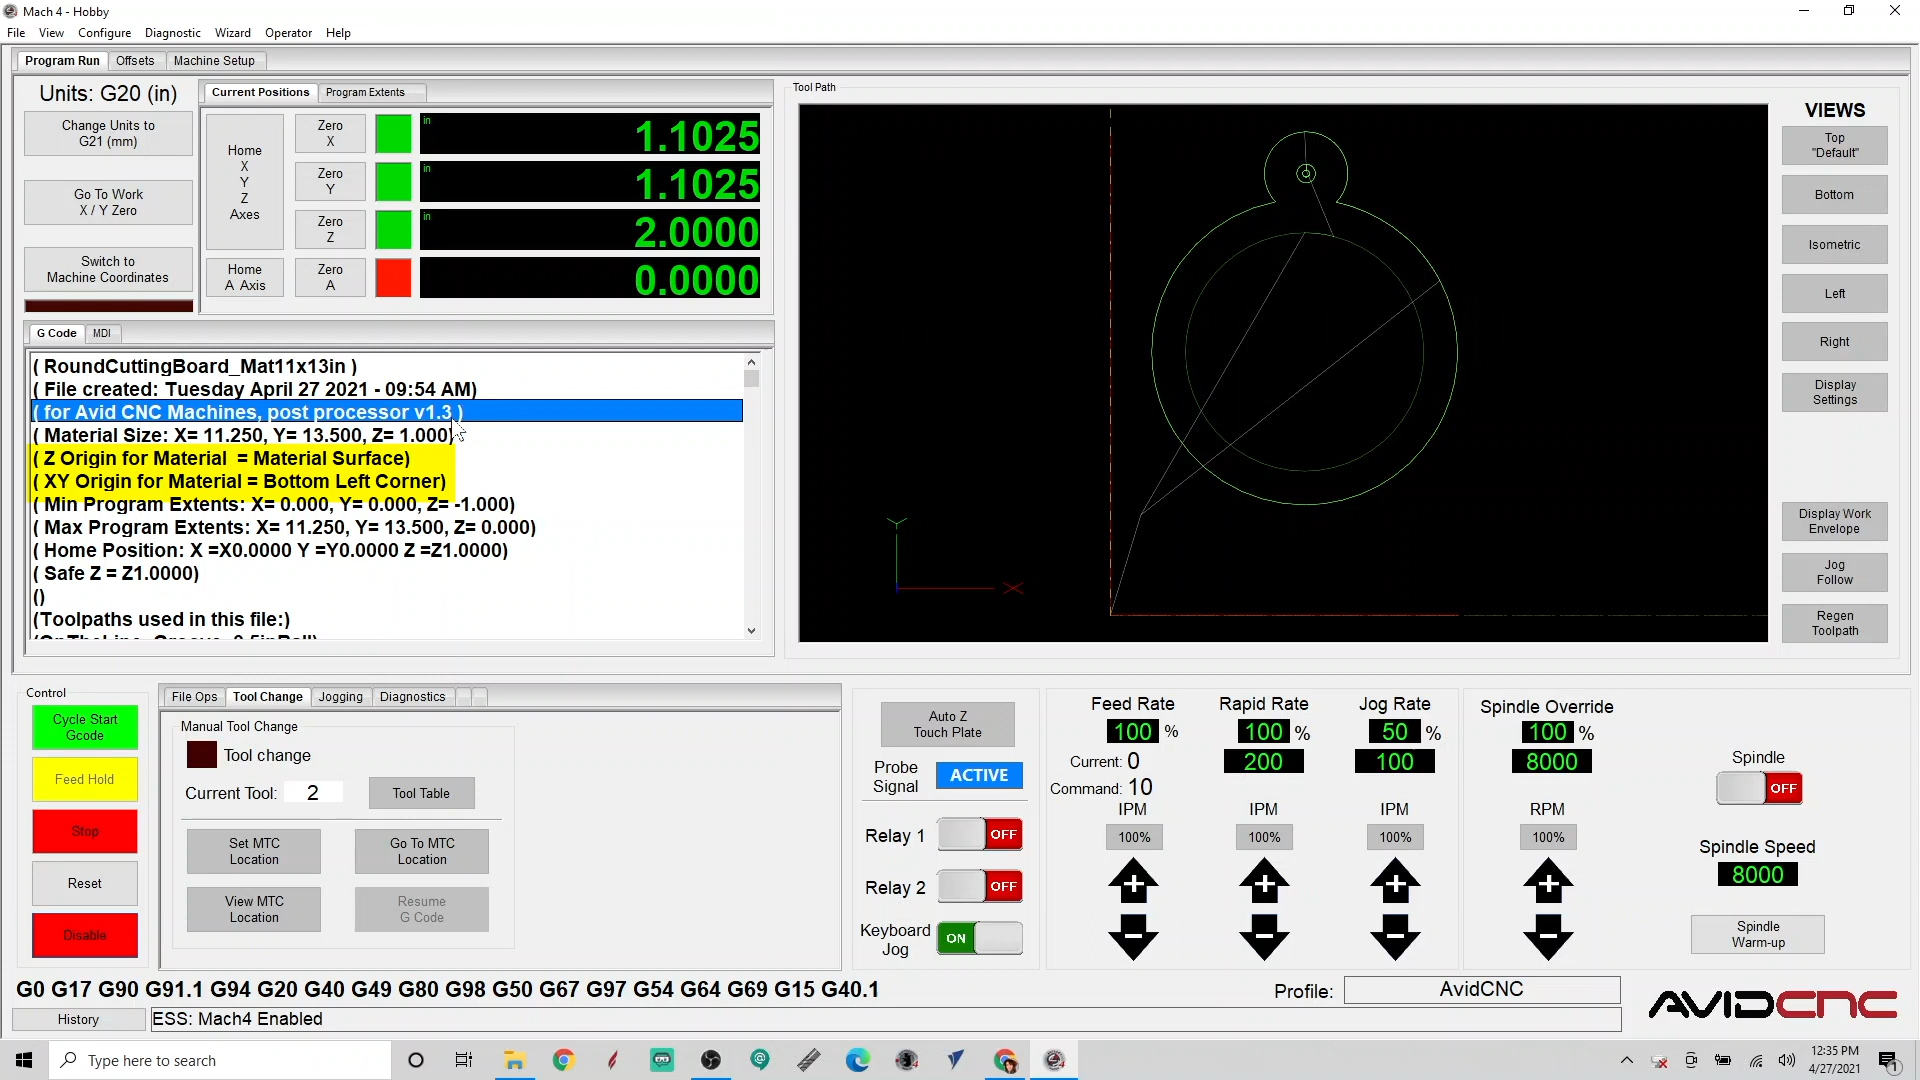 Mach 4 - Hobby
File View Configure Diagnostic Wizard Operator Help
Program Run Offsets Machine Setup
Units: G20 (in)
Change Units to
G21 (mm)
Go To Work
X / Y Zero
Switch to
Machine Coordinates
Current Positions Program Extents
Home
X
Y
Z
Axes
Home
A Axis
Zero
X
in
1.1025
Zero
Y
in
1.1025
Zero
Z
in
2.0000
Zero
A
0.0000
G Code MDI
( RoundCuttingBoard_Mat11x13in )
( File created: Tuesday April 27 2021 - 09:54 AM)
( for Avid CNC Machines, post processor v1.3 )
( Material Size: X= 11.250, Y= 13.500, Z= 1.000)
( Z Origin for Material = Material Surface)
( XY Origin for Material = Bottom Left Corner)
( Min Program Extents: X= 0.000, Y= 0.000, Z= -1.000)
( Max Program Extents: X= 11.250, Y= 13.500, Z= 0.000)
( Home Position: X =X0.0000 Y =Y0.0000 Z =Z1.0000)
( Safe Z = Z1.0000)
()
(Toolpaths used in this file:)
Tool Path
Y
X
VIEWS
Top
"Default"
Bottom
Isometric
Left
Right
Display
Settings
Display Work
Envelope
Jog
Follow
Regen
Toolpath
Control
Cycle Start
Gcode
Feed Hold
Stop
Reset
Disable
File Ops Tool Change Jogging Diagnostics
Manual Tool Change
Tool change
Current Tool: 2
Tool Table
Set MTC
Location
Go To MTC
Location
View MTC
Location
Resume
G Code
Auto Z
Touch Plate
Probe
Signal
ACTIVE
Relay 1 OFF
Relay 2 OFF
Keyboard
Jog
ON
Feed Rate
100 %
Current: 0
Command: 10
IPM
100%
Rapid Rate
100 %
200
IPM
100%
Jog Rate
50 %
100
IPM
100%
Spindle Override
100 %
8000
RPM
100%
Spindle
OFF
Spindle Speed
8000
Spindle
Warm-up
G0 G17 G90 G91.1 G94 G20 G40 G49 G80 G98 G50 G67 G97 G54 G64 G69 G15 G40.1
Profile: AvidCNC
AVIDCNC
History ESS: Mach4 Enabled
Type here to search
12:35 PM
4/27/2021
1